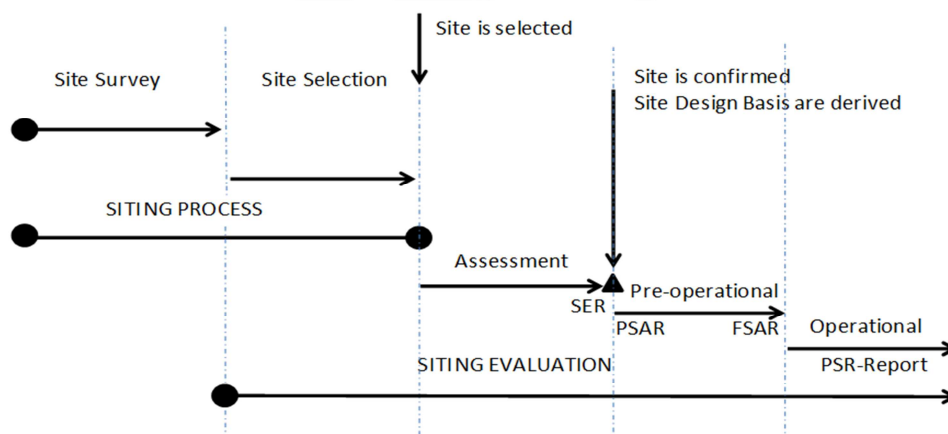 Site is selected
Site Survey
Site Selection
Site is confirmed
Site Design Basis are derived
SITING PROCESS
Assessment
SER
Pre-operational
PSAR
FSAR
Operational
SITING EVALUATION
PSR-Report